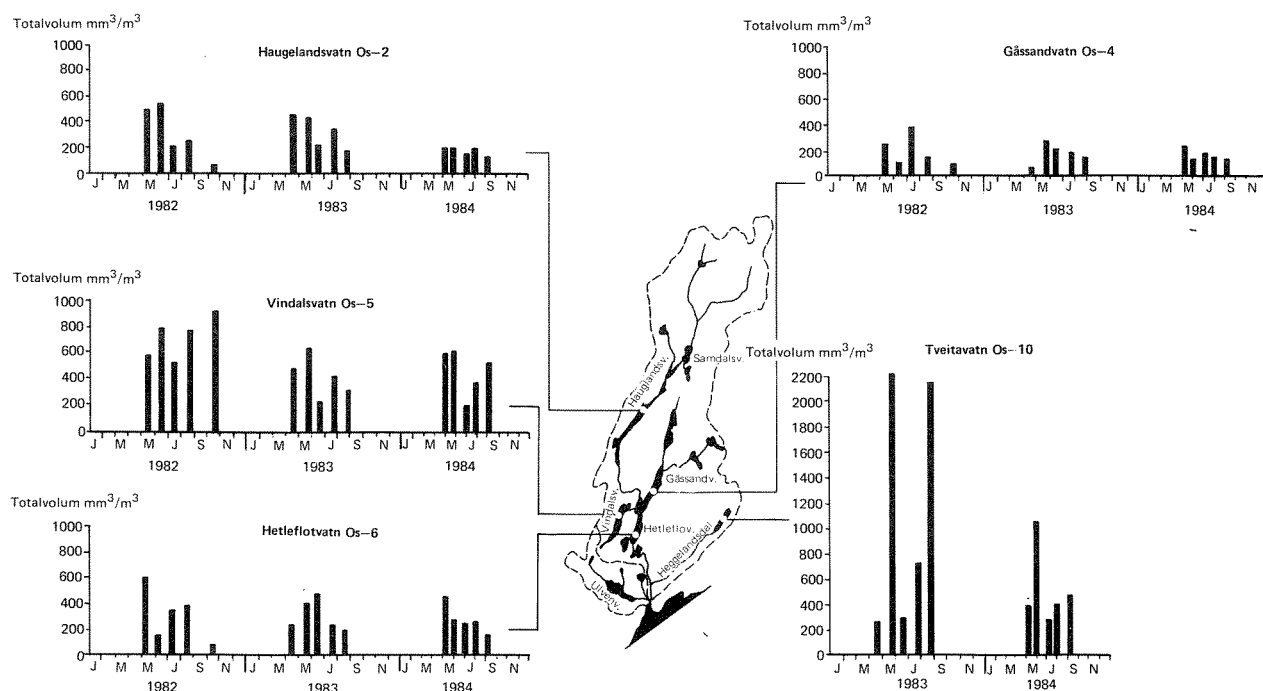 Totalvolum mm³/m³
Haugelandsvatn Os–2
1000
800
600
400
200
0
J M M J S N J M M J S N J M M J S N
1982 1983 1984
Totalvolum mm³/m³
Gåssandvatn Os–4
1000
800
600
400
200
0
J M M J S N J M M J S N J M M J S N
1982 1983 1984
Totalvolum mm³/m³
Vindalsvatn Os–5
1000
800
600
400
200
0
J M M J S N J M M J S N J M M J S N
1982 1983 1984
Totalvolum mm³/m³
Hetleflotvatn Os–6
1000
800
600
400
200
0
J M M J S N J M M J S N J M M J S N
1982 1983 1984
Samdalsv.
Hauglandsv.
Gåssandv.
Vindalsv.
Hetleflov.
Heggelandsdal
Ulvenv.
Totalvolum mm³/m³
Tveitavatn Os–10
2200
2000
1800
1600
1400
1200
1000
800
600
400
200
0
J M M J S N J M M J S N
1983 1984